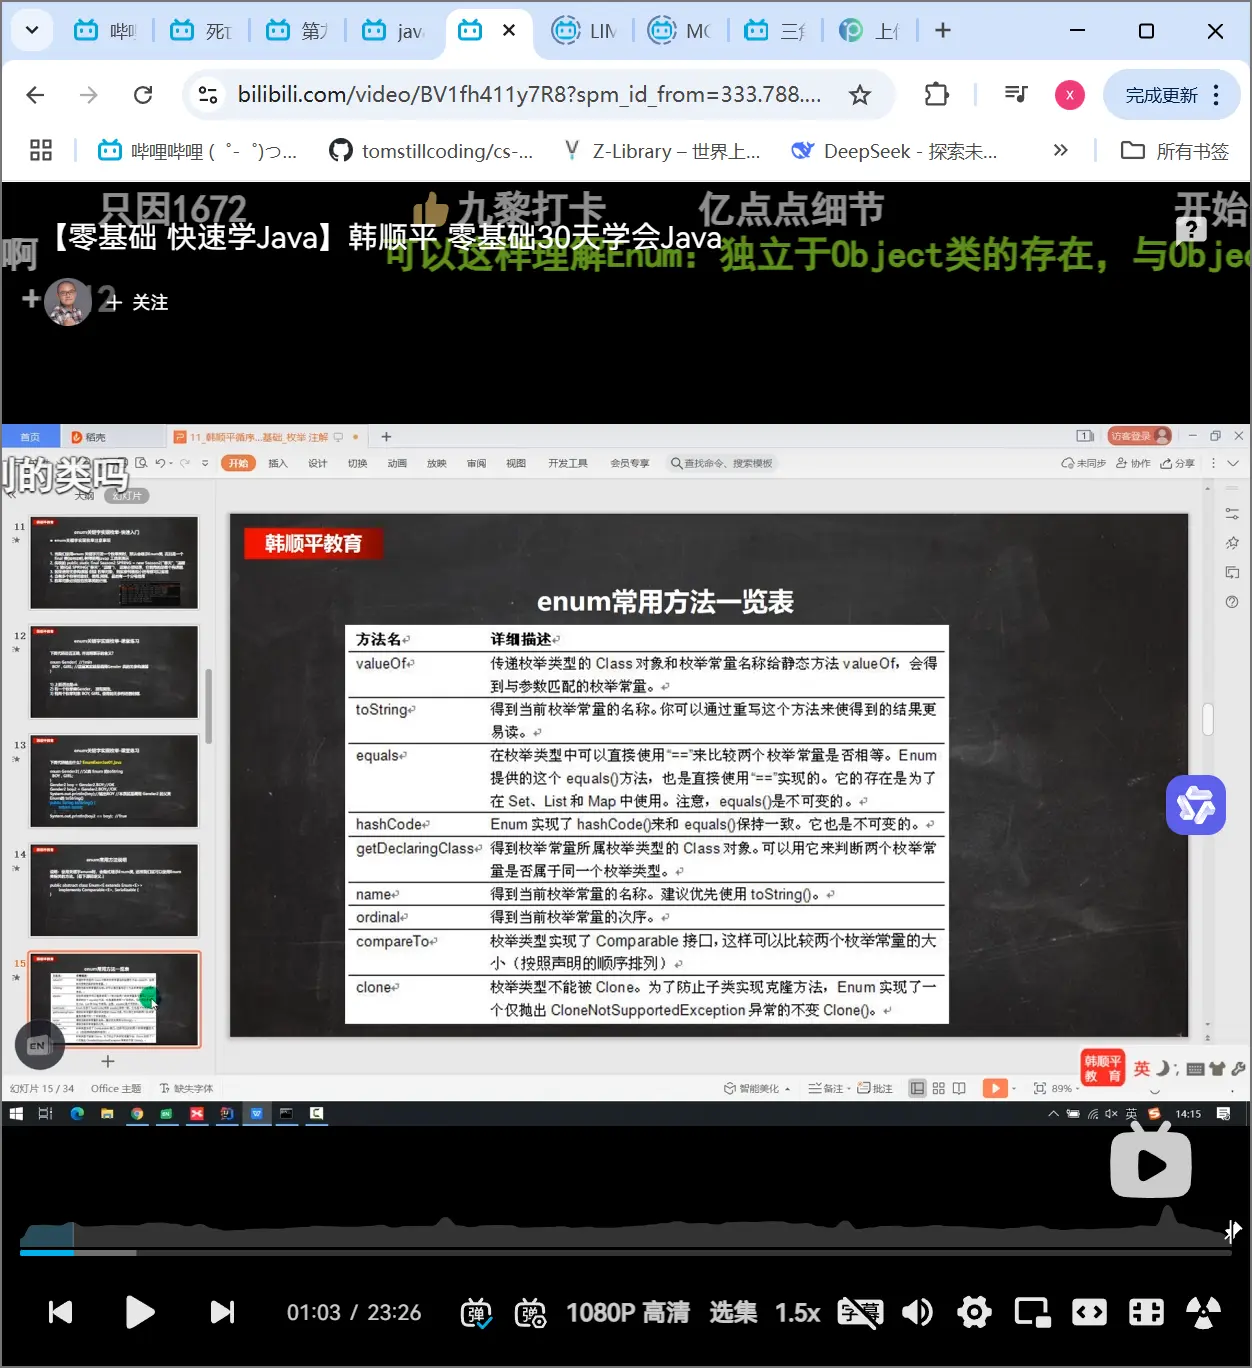 哔
死
第
jav
LIM
MC
三
上
bilibili.com/video/BV1fh411y7R8?spm_id_from=333.788....
X
完成更新
哔哩哔哩 (゜-゜)つ...
tomstillcoding/cs-...
Z-Library – 世界上...
DeepSeek - 探索未...
所有书签
只因1672
九黎打卡
亿点点细节
开始
【零基础 快速学Java】韩顺平 零基础30天学会Java
啊
可以这样理解Enum：独立于Object类的存在，与Objec
+ 关注
首页
稻壳
11_韩顺平循序...基础_枚举 注解
访客登录
的类吗
开始
插入
设计
切换
动画
放映
审阅
视图
开发工具
会员专享
查找命令、搜索模板
未同步
协作
分享
大纲
幻灯片
11
12
13
14
enum常用方法说明
15
enum常用方法一览表
韩顺平教育
enum常用方法一览表
方法名 详细描述
valueOf 传递枚举类型的 Class 对象和枚举常量名称给静态方法 valueOf，会得
到与参数匹配的枚举常量。
toString 得到当前枚举常量的名称。你可以通过重写这个方法来使得到的结果更
易读。
equals 在枚举类型中可以直接使用“==”来比较两个枚举常量是否相等。Enum
提供的这个 equals()方法，也是直接使用“==”实现的。它的存在是为了
在 Set、List 和 Map 中使用。注意，equals()是不可变的。
hashCode Enum 实现了 hashCode()来和 equals()保持一致。它也是不可变的。
getDeclaringClass 得到枚举常量所属枚举类型的 Class 对象。可以用它来判断两个枚举常
量是否属于同一个枚举类型。
name 得到当前枚举常量的名称。建议优先使用 toString()。
ordinal 得到当前枚举常量的次序。
compareTo 枚举类型实现了 Comparable 接口，这样可以比较两个枚举常量的大
小（按照声明的顺序排列）
clone 枚举类型不能被 Clone。为了防止子类实现克隆方法，Enum 实现了一
个仅抛出 CloneNotSupportedException 异常的不变 Clone()。
EN
韩顺平
教 育
英
幻灯片 15 / 34
Office 主题
缺失字体
智能美化
备注
批注
89%
英
14:15
01:03 / 23:26
弹
弹
1080P 高清
选集
1.5x
字幕